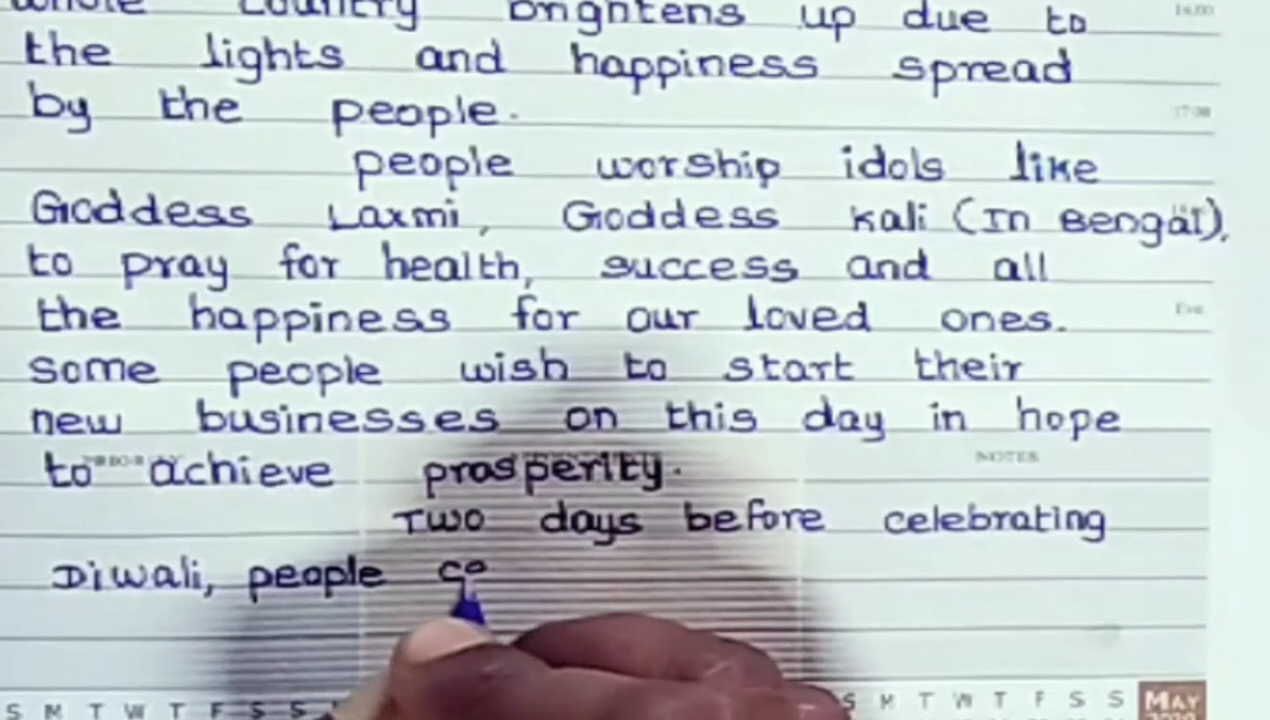 whole country brightens up due to
the lights and happiness spread
by the people.
people worship idols like
Goddess Laxmi, Goddess Kali (In Bengal),
to pray for health, success and all
the happiness for our loved ones.
some people wish to start their
new businesses on this day in hope
to achieve prosperity.
NOTES
Two days before celebrating
Diwali, people
S M T W T F S S
S M T W T F S S MAY